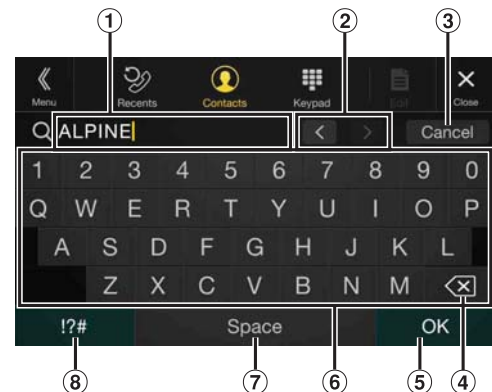 ① ② ③
Menu Recents Contacts Keypad Edit Close
ALPINE < > Cancel
1 2 3 4 5 6 7 8 9 0
Q W E R T Y U I O P
A S D F G H J K L
Z X C V B N M
!?# Space OK
⑧ ⑦ ⑥ ⑤ ④